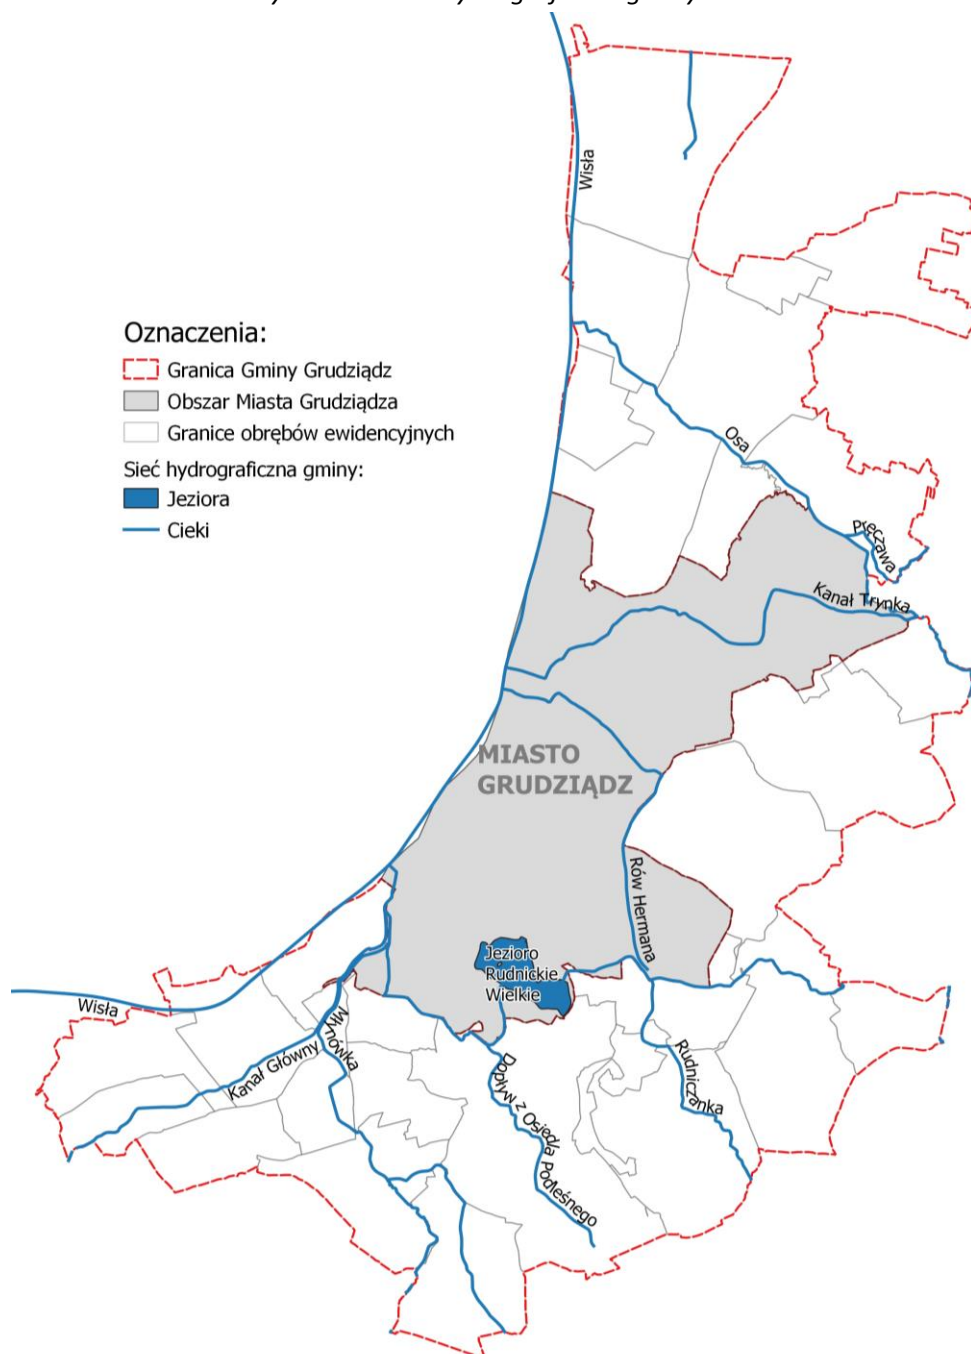 Wisła
Oznaczenia:
Granica Gminy Grudziądz
Obszar Miasta Grudziądza
Granice obrębów ewidencyjnych
Sieć hydrograficzna gminy:
Jeziora
Cieki
Osa
Pręczawa
Kanał Trynka
MIASTO
GRUDZIĄDZ
Rów Hermana
Jezioro
Rudnickie
Wielkie
Wisła
Młynówka
Kanał Główny
Rudniczanka
Dopływ z Osiedla Podleśnego